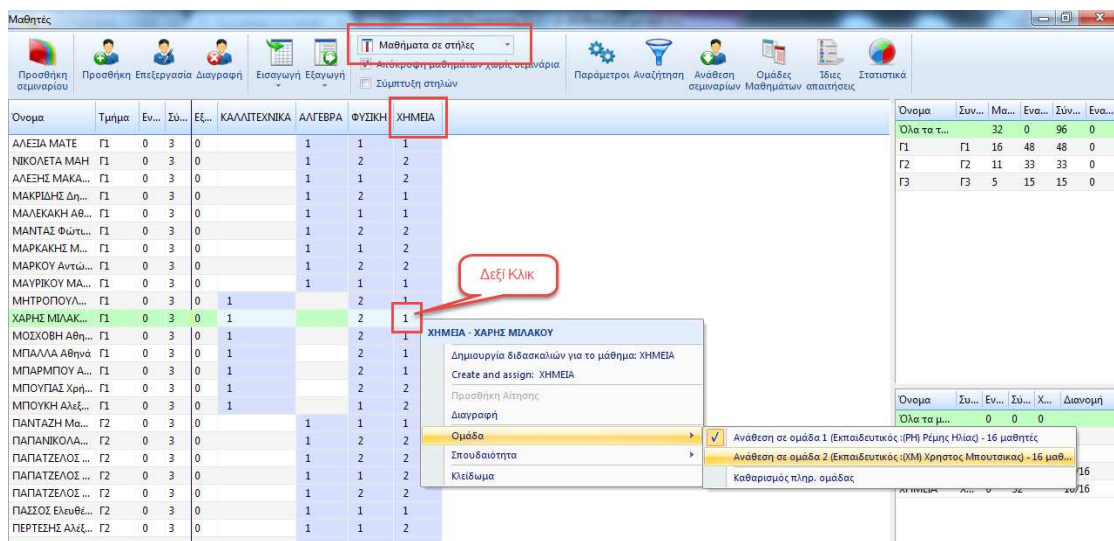 Μαθητές
Προσθήκη σεμιναρίου
Προσθήκη Επεξεργασία Διαγραφή
Εισαγωγή Εξαγωγή
Μαθήματα σε στήλες
Απόκρυψη μαθημάτων χωρίς σεμινάρια
Σύμπτυξη στηλών
Παράμετροι Αναζήτηση
Ανάθεση σεμιναρίων
Ομάδες Μαθημάτων
Ίδιες απαιτήσεις
Στατιστικά
Όνομα Τμήμα Εν... Σύ... Εξ... ΚΑΛΛΙΤΕΧΝΙΚΑ ΑΛΓΕΒΡΑ ΦΥΣΙΚΗ ΧΗΜΕΙΑ
ΑΛΕΞΙΑ ΜΑΤΕ Γ1 0 3 0 1 1 1
ΝΙΚΟΛΕΤΑ ΜΑΗ Γ1 0 3 0 1 2 2
ΑΛΕΞΗΣ ΜΑΚΑ... Γ1 0 3 0 1 1 2
ΜΑΚΡΙΔΗΣ Δη... Γ1 0 3 0 1 2 1
ΜΑΛΕΚΑΚΗ Αθ... Γ1 0 3 0 1 1 1
ΜΑΝΤΑΣ Φώτι... Γ1 0 3 0 1 2 2
ΜΑΡΚΑΚΗΣ Μ... Γ1 0 3 0 1 1 2
ΜΑΡΚΟΥ Αντώ... Γ1 0 3 0 1 2 2
ΜΑΥΡΙΚΟΥ ΜΑ... Γ1 0 3 0 1 1 1
ΜΗΤΡΟΠΟΥΛ... Γ1 0 3 0 1 2 1
ΧΑΡΗΣ ΜΙΛΑΚ... Γ1 0 3 0 1 2 1
ΜΟΣΧΟΒΗ Αθη... Γ1 0 3 0 1 2
ΜΠΑΛΛΑ Αθηνά Γ1 0 3 0 1 2
ΜΠΑΡΜΠΟΥ Α... Γ1 0 3 0 1 2
ΜΠΟΥΓΙΑΣ Χρή... Γ1 0 3 0 1 2
ΜΠΟΥΚΗ Αλεξ... Γ1 0 3 0 1 1 2
ΠΑΝΤΑΖΗ Μα... Γ2 0 3 0 1 1 1
ΠΑΠΑΝΙΚΟΛΑ... Γ2 0 3 0 1 2 2
ΠΑΠΑΤΖΕΛΟΣ ... Γ2 0 3 0 1 2 2
ΠΑΠΑΤΖΕΛΟΣ ... Γ2 0 3 0 1 1 2
ΠΑΠΑΤΖΕΛΟΣ ... Γ2 0 3 0 1 2 2
ΠΑΣΣΟΣ Ελευθέ... Γ2 0 3 0 1 1 1
ΠΕΡΤΕΣΗΣ Αλέξ... Γ2 0 3 0 1 1 2
Δεξί Κλικ
ΧΗΜΕΙΑ - ΧΑΡΗΣ ΜΙΛΑΚΟΥ
Δημιουργία διδασκαλιών για το μάθημα: ΧΗΜΕΙΑ
Create and assign: ΧΗΜΕΙΑ
Προσθήκη Αίτησης
Διαγραφή
Ομάδα
Σπουδαιότητα
Κλείδωμα
Ανάθεση σε ομάδα 1 (Εκπαιδευτικός :(ΡΗ) Ρέμης Ηλίας) - 16 μαθητές
Ανάθεση σε ομάδα 2 (Εκπαιδευτικός :(ΧΜ) Χρηστος Μπουτσικας) - 16 μαθ...
Καθαρισμός πληρ. ομάδας
Όνομα Συν... Μα... Ενα... Σύν... Ενα...
Όλα τα τ... 32 0 96 0
Γ1 Γ1 16 48 48 0
Γ2 Γ2 11 33 33 0
Γ3 Γ3 5 15 15 0
Όνομα Συ... Εν... Σύ... Χ... Διανομή
Όλα τα μ... 0 0 0